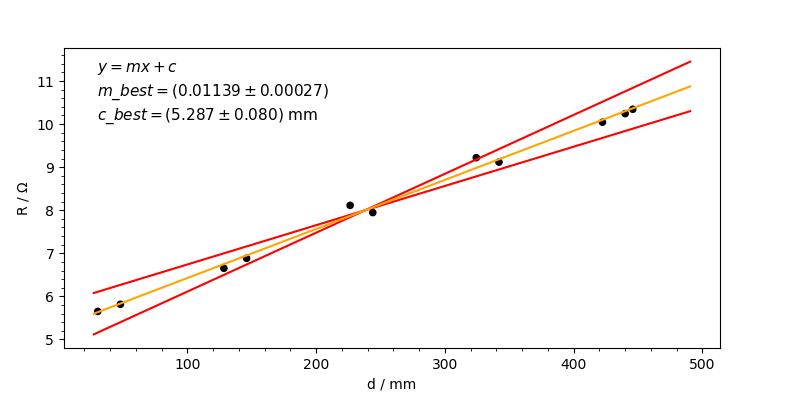 y = mx + c
m_best = (0.01139 ± 0.00027)
c_best = (5.287 ± 0.080) mm
11
10
9
8
7
6
5
R / Ω
100 200 300 400 500
d / mm